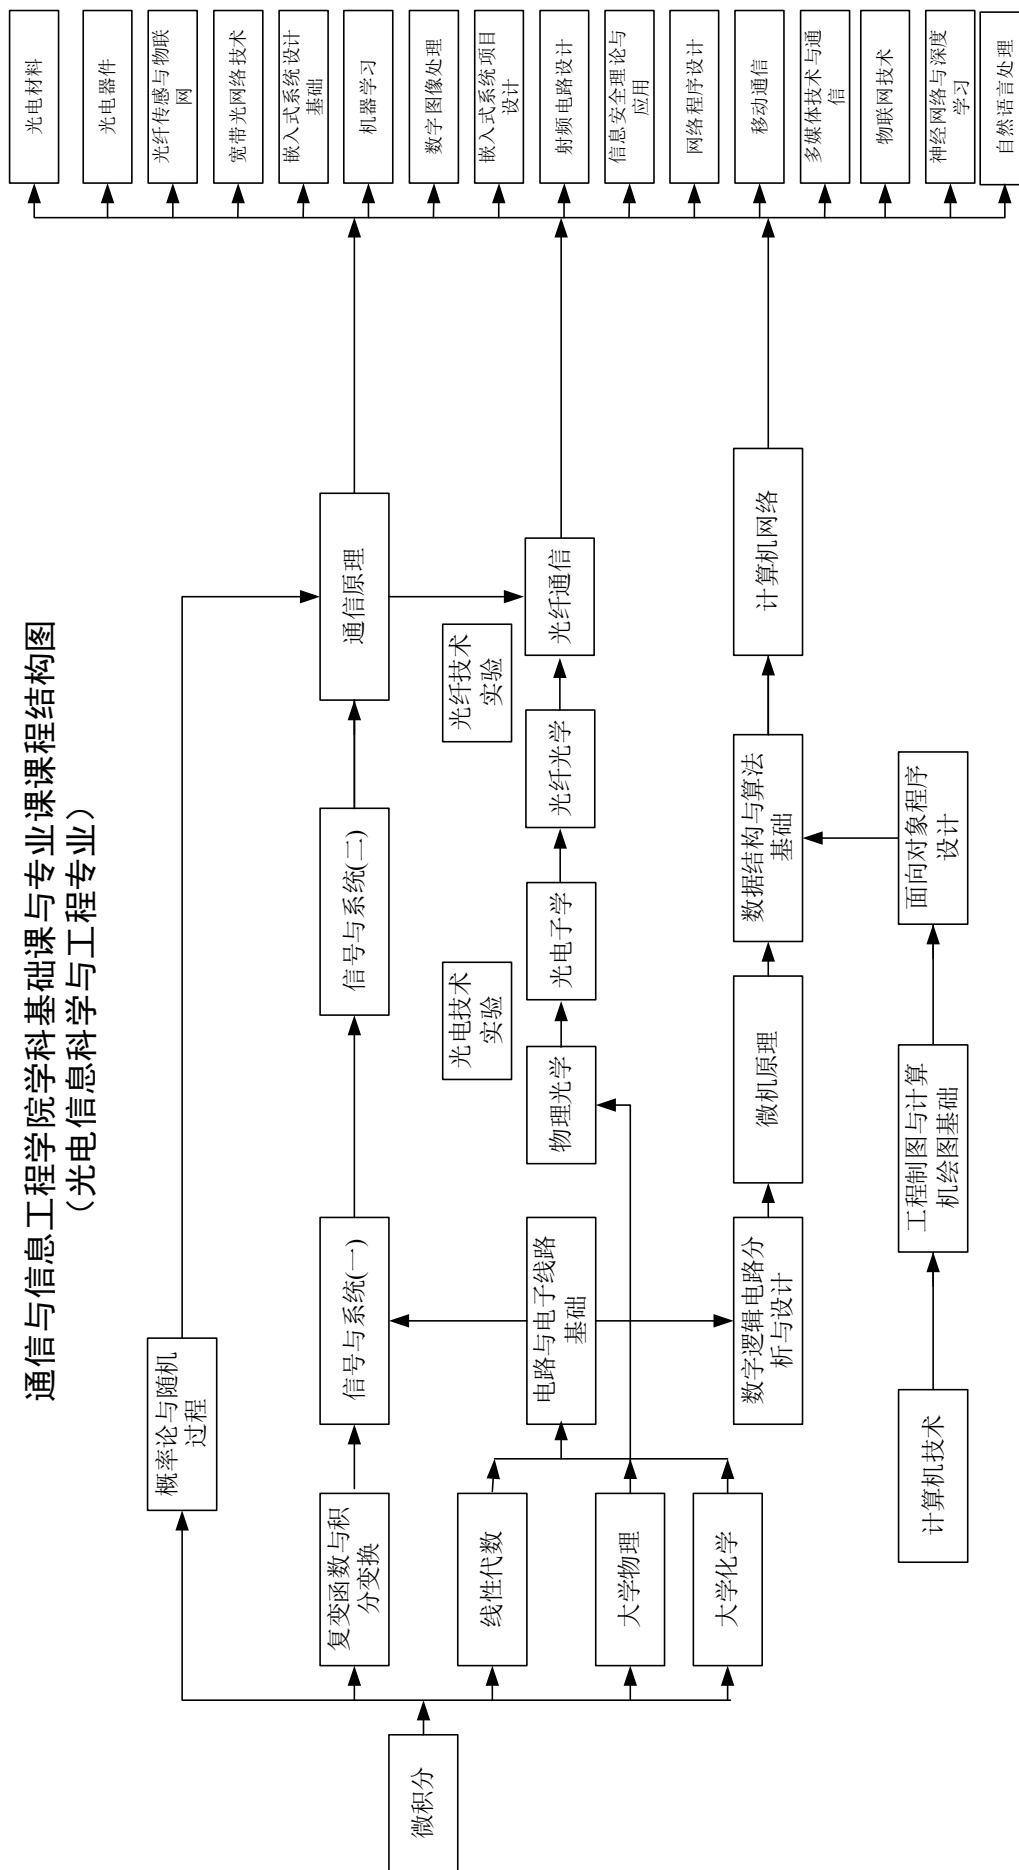 通信与信息工程学院学科基础课与专业课课程结构图
（光电信息科学与工程专业）
微积分
概率论与随机
过程
复变函数与积
分变换
线性代数
大学物理
大学化学
计算机技术
信号与系统(一)
电路与电子线路
基础
数字逻辑电路分
析与设计
工程制图与计算
机绘图基础
物理光学
光电技术
实验
微机原理
信号与系统(二)
光电子学
光纤光学
光纤技术
实验
数据结构与算法
基础
面向对象程序
设计
通信原理
光纤通信
计算机网络
光电材料
光电器件
光纤传感与物联
网
宽带光网络技术
嵌入式系统设计
基础
机器学习
数字图像处理
嵌入式系统项目
设计
射频电路设计
信息安全理论与
应用
网络程序设计
移动通信
多媒体技术与通
信
物联网技术
神经网络与深度
学习
自然语言处理